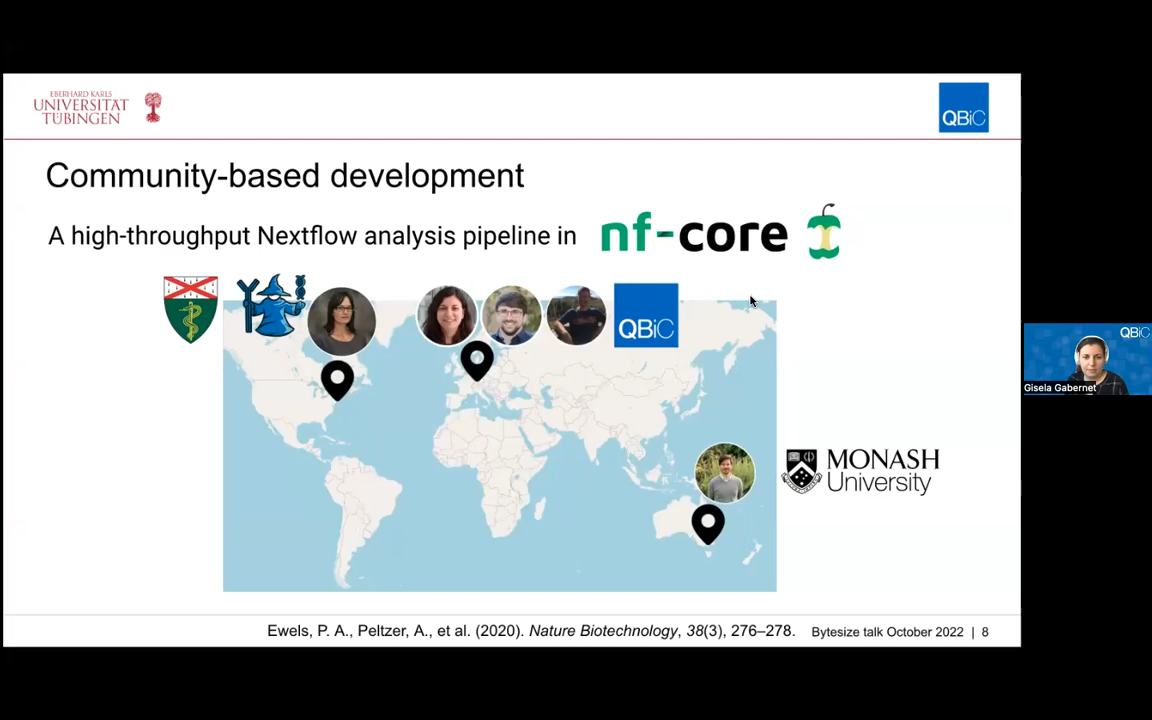 EBERHARD KARLS
UNIVERSITÄT
TÜBINGEN
QBiC
Community-based development
A high-throughput Nextflow analysis pipeline in nf-core
QBiC
QBiC
Gisela Gabernet
MONASH
University
Ewels, P. A., Peltzer, A., et al. (2020). Nature Biotechnology, 38(3), 276–278.
Bytesize talk October 2022 | 8